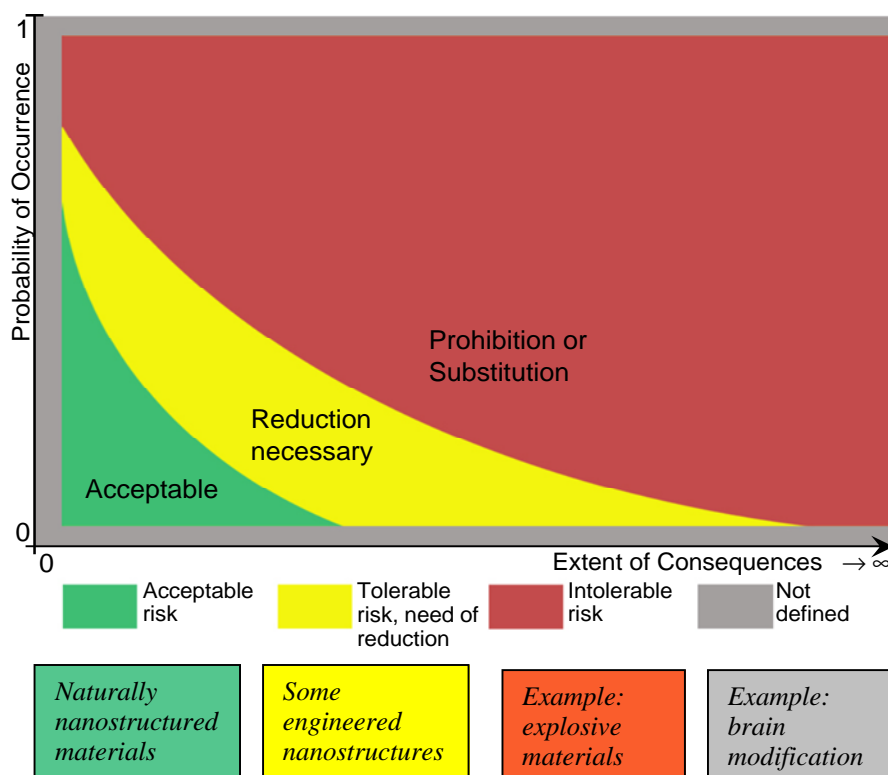 1
Probability of Occurrence
Prohibition or
Substitution
Reduction
necessary
Acceptable
0
0
Extent of Consequences → ∞
Acceptable
risk
Tolerable
risk, need of
reduction
Intolerable
risk
Not
defined
Naturally
nanostructured
materials
Some
engineered
nanostructures
Example:
explosive
materials
Example:
brain
modification